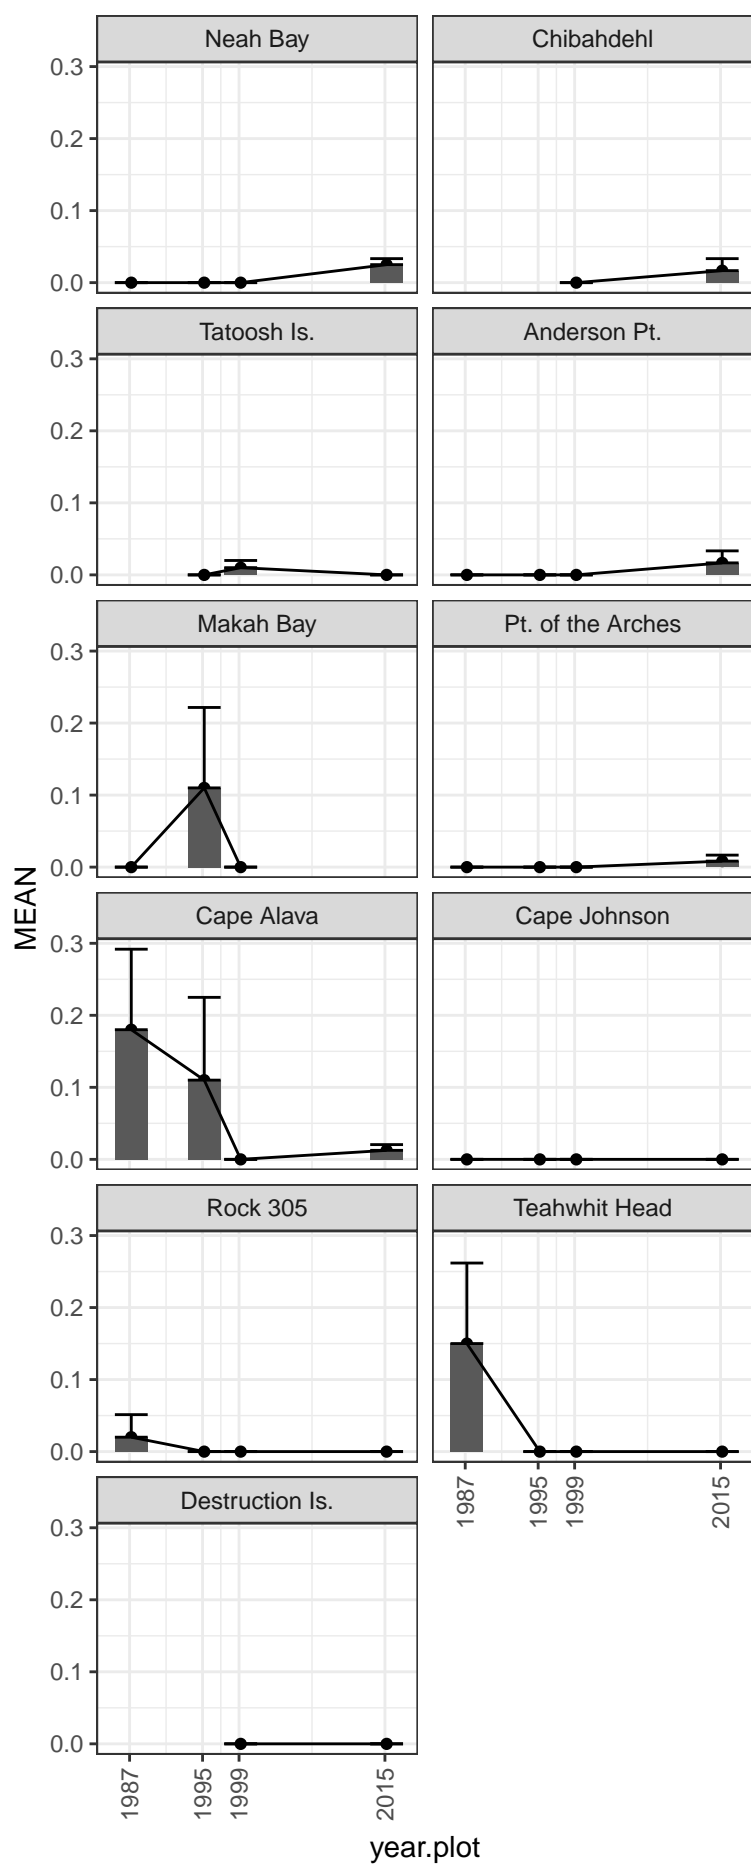 Neah Bay
Chibahdehl
0.3
0.2
0.1
0.0
Tatoosh Is.
Anderson Pt.
0.3
0.2
0.1
0.0
Makah Bay
Pt. of the Arches
0.3
0.2
0.1
0.0
MEAN
Cape Alava
Cape Johnson
0.3
0.2
0.1
0.0
Rock 305
Teahwhit Head
0.3
0.2
0.1
0.0
1987
1995
1999
2015
Destruction Is.
0.3
0.2
0.1
0.0
1987
1995
1999
2015
year.plot